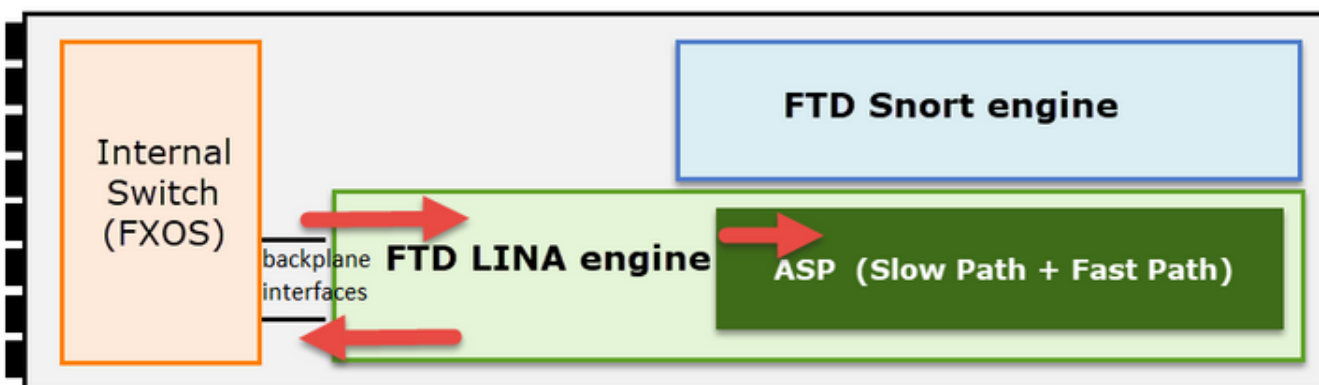 Internal
Switch
(FXOS)
backplane
interfaces
FTD Snort engine
FTD LINA engine
ASP (Slow Path + Fast Path)